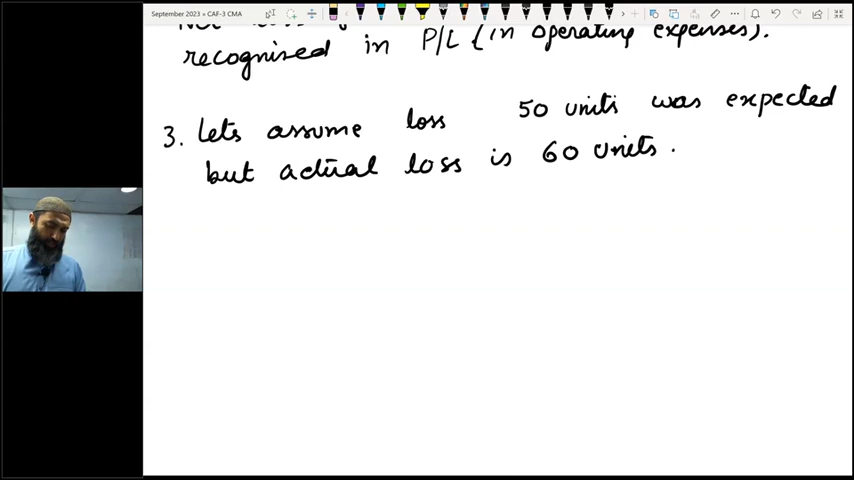 September 2023 » CAF-3 CMA
recognised in P/L (in operating expenses).
3. Lets assume loss 50 units was expected
but actual loss is 60 units.